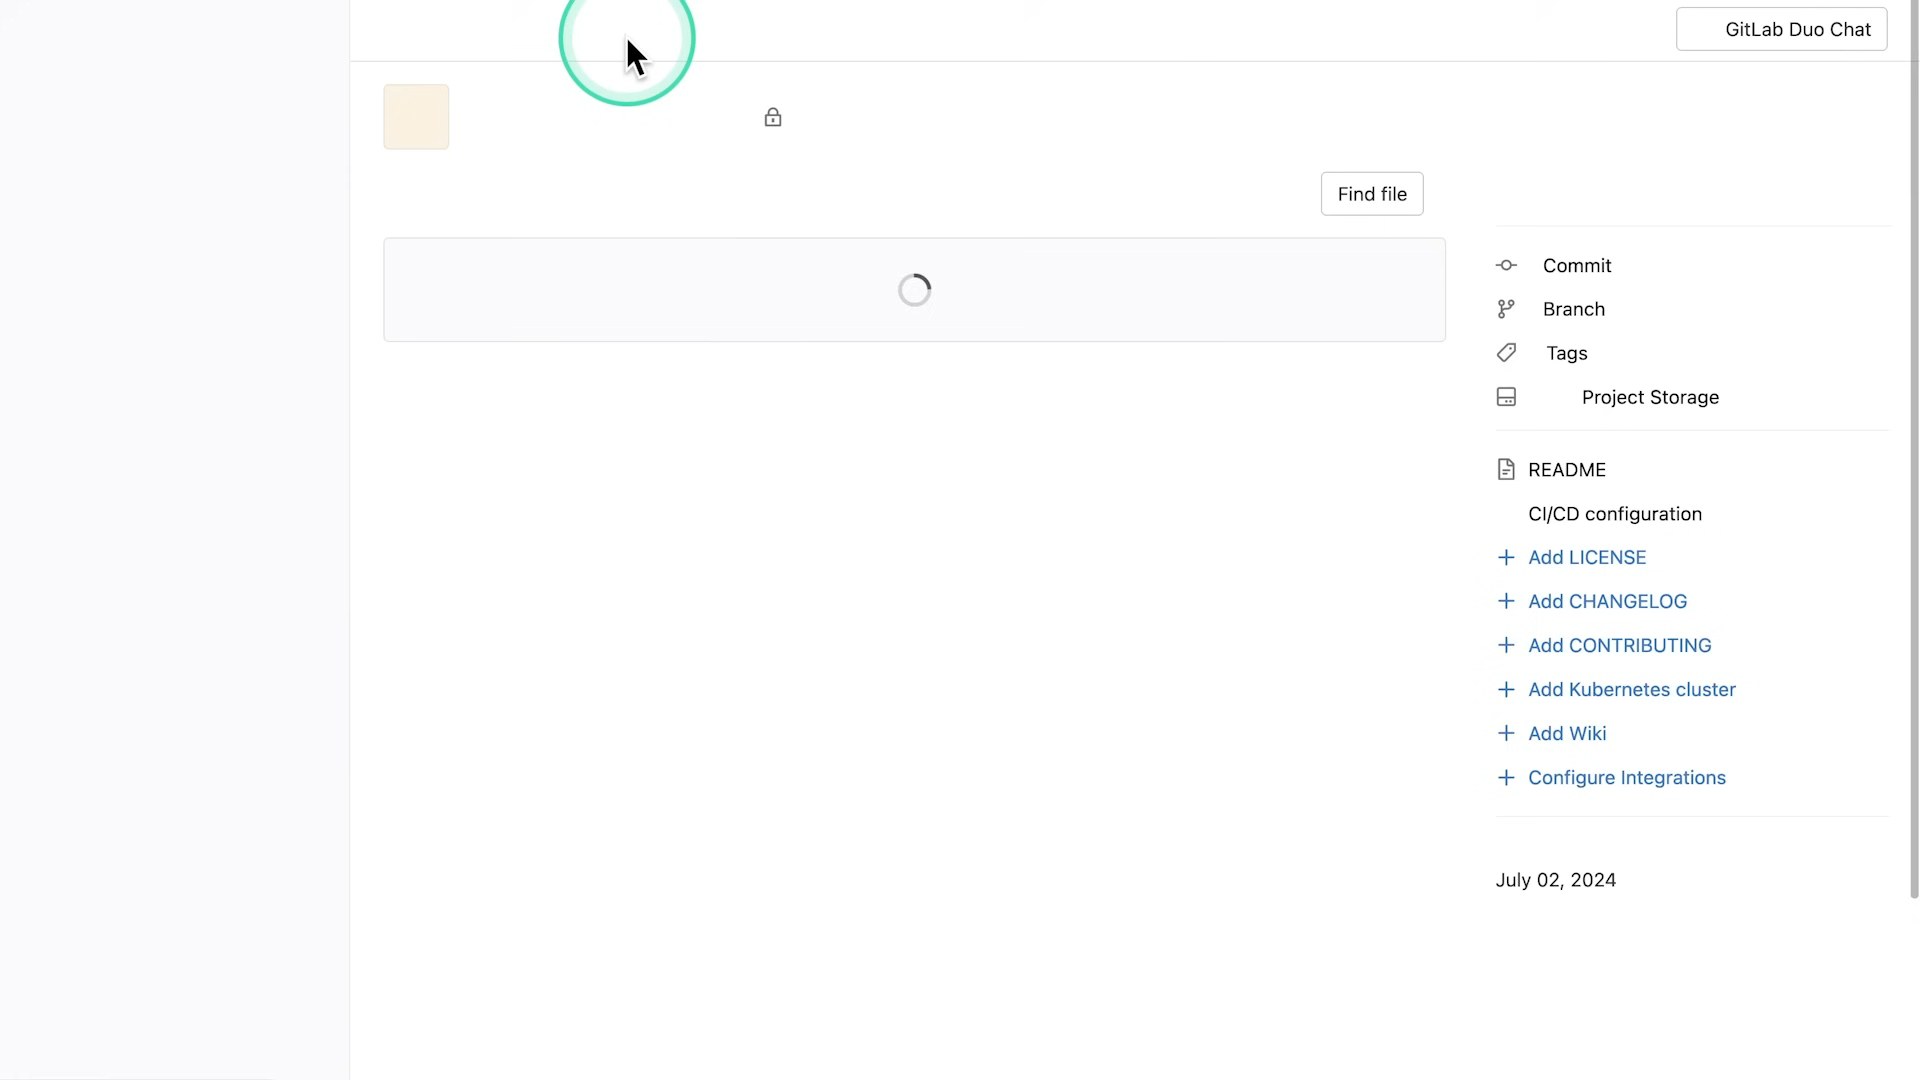 GitLab Duo Chat
Find file
Commit
Branch
Tags
Project Storage
README
CI/CD configuration
Add LICENSE
Add CHANGELOG
Add CONTRIBUTING
Add Kubernetes cluster
Add Wiki
Configure Integrations
July 02, 2024